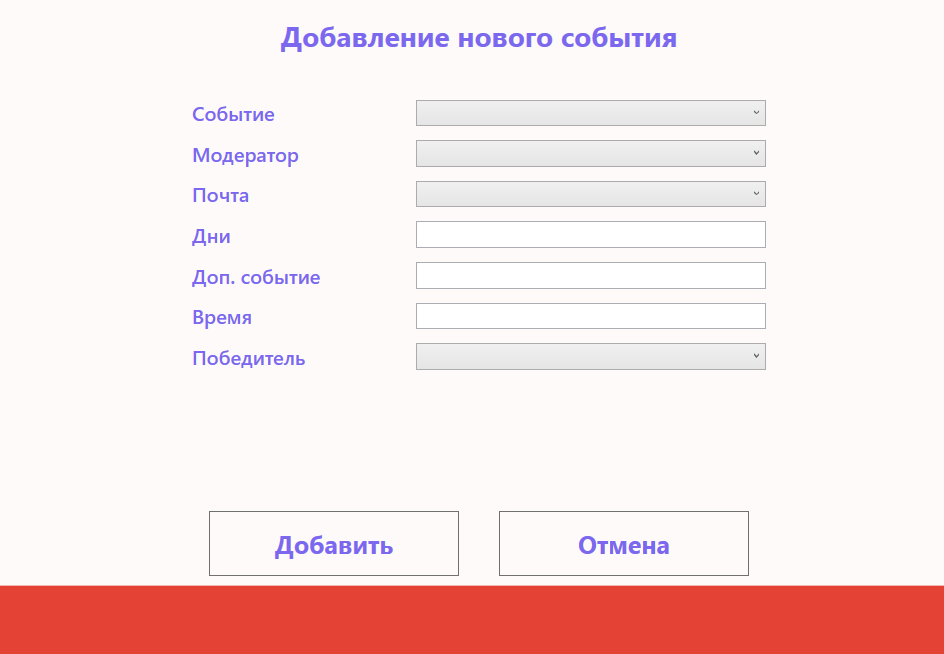 Добавление нового события
Событие
Модератор
Почта
Дни
Доп. событие
Время
Победитель
Добавить
Отмена